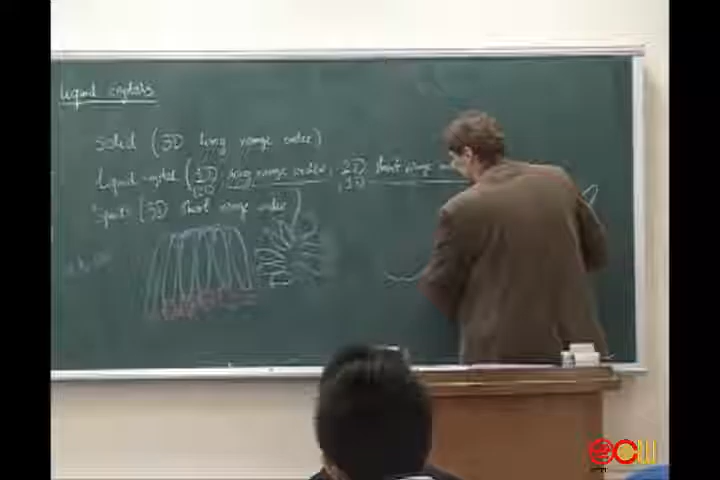 Liquid crystals
Solid (3D long range order)
Liquid crystal (1D long range order, 2D short range
2D , 1D
(3D short range order)
OCW